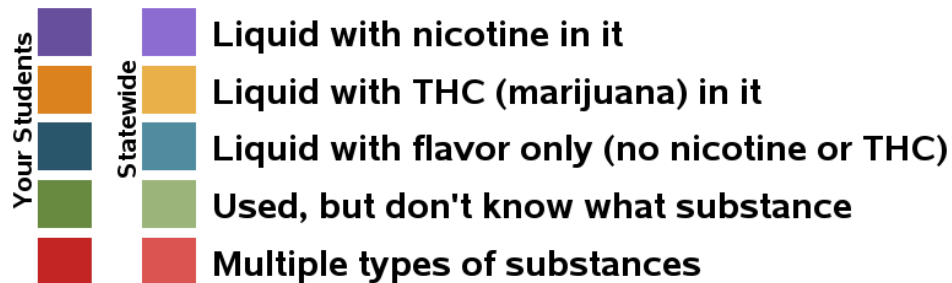 Your Students
Statewide
Liquid with nicotine in it
Liquid with THC (marijuana) in it
Liquid with flavor only (no nicotine or THC)
Used, but don't know what substance
Multiple types of substances